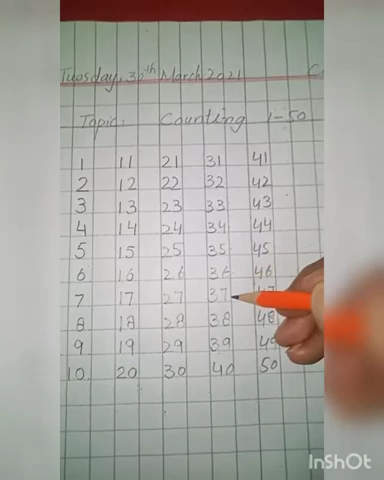 Tuesday, 30th March 2021 C
Topic: Counting 1-50
1 11 21 31 41
2 12 22 32 42
3 13 23 33 43
4 14 24 34 44
5 15 25 35 45
6 16 26 36 46
7 17 27 37 47
8 18 28 38 48
9 19 29 39 49
10 20 30 40 50
InShOt